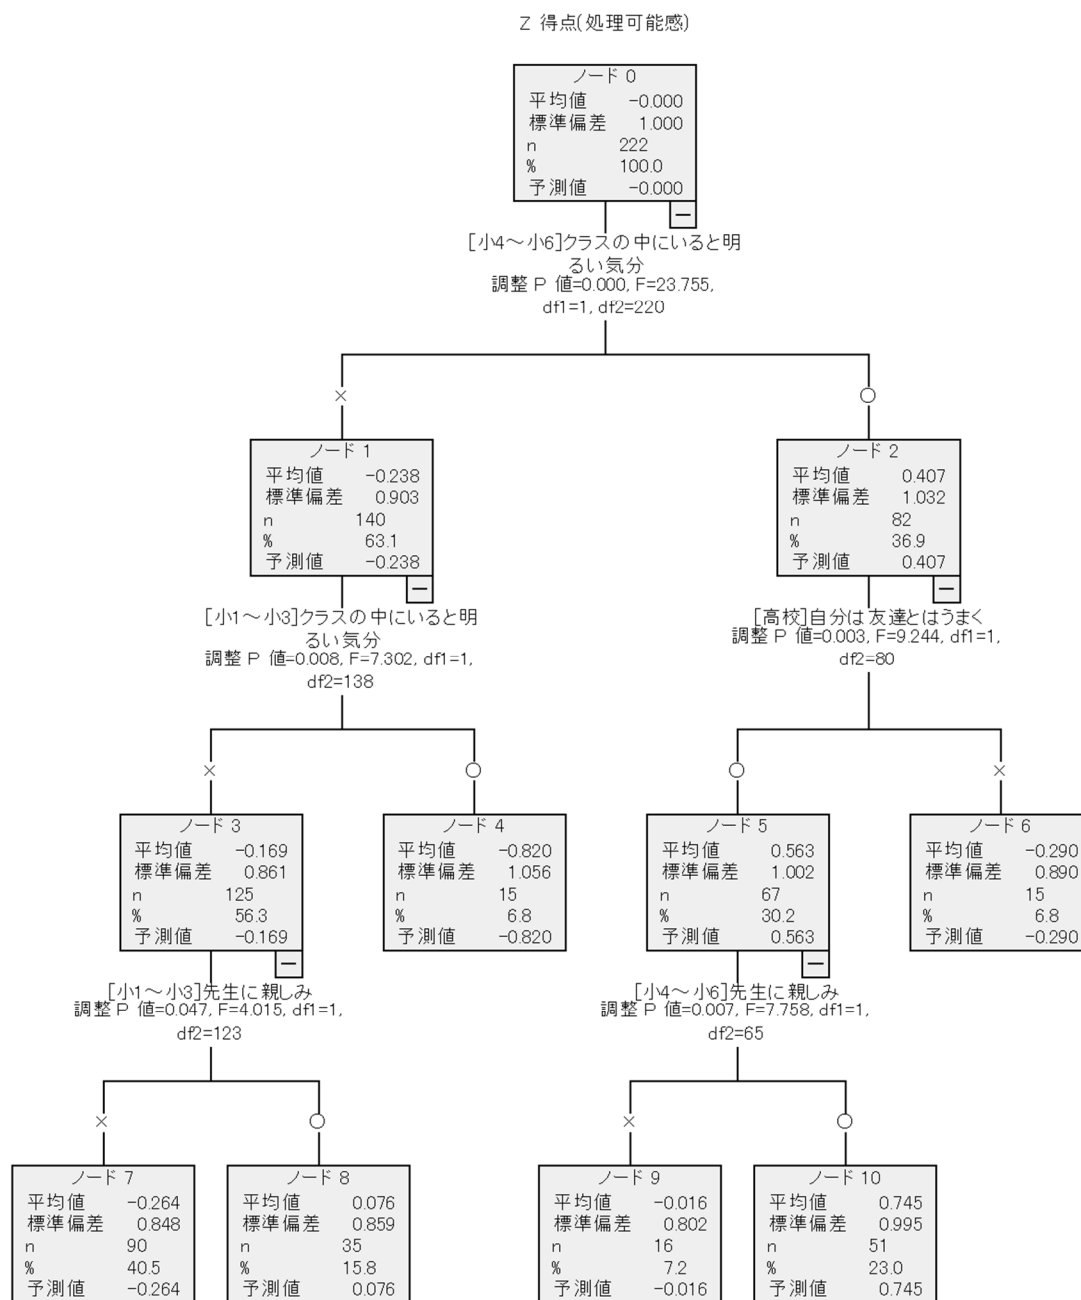 Z 得点(処理可能感)
ノード 0
平均値 -0.000
標準偏差 1.000
n 222
% 100.0
予測値 -0.000
[小4～小6]クラスの中にいると明
るい気分
調整 P 値=0.000, F=23.755,
df1=1, df2=220
×
○
ノード 1
平均値 -0.238
標準偏差 0.903
n 140
% 63.1
予測値 -0.238
ノード 2
平均値 0.407
標準偏差 1.032
n 82
% 36.9
予測値 0.407
[小1～小3]クラスの中にいると明
るい気分
調整 P 値=0.008, F=7.302, df1=1,
df2=138
[高校]自分は友達とはうまく
調整 P 値=0.003, F=9.244, df1=1,
df2=80
×
○
○
×
ノード 3
平均値 -0.169
標準偏差 0.861
n 125
% 56.3
予測値 -0.169
ノード 4
平均値 -0.820
標準偏差 1.056
n 15
% 6.8
予測値 -0.820
ノード 5
平均値 0.563
標準偏差 1.002
n 67
% 30.2
予測値 0.563
ノード 6
平均値 -0.290
標準偏差 0.890
n 15
% 6.8
予測値 -0.290
[小1～小3]先生に親しみ
調整 P 値=0.047, F=4.015, df1=1,
df2=123
[小4～小6]先生に親しみ
調整 P 値=0.007, F=7.758, df1=1,
df2=65
×
○
×
○
ノード 7
平均値 -0.264
標準偏差 0.848
n 90
% 40.5
予測値 -0.264
ノード 8
平均値 0.076
標準偏差 0.859
n 35
% 15.8
予測値 0.076
ノード 9
平均値 -0.016
標準偏差 0.802
n 16
% 7.2
予測値 -0.016
ノード 10
平均値 0.745
標準偏差 0.995
n 51
% 23.0
予測値 0.745